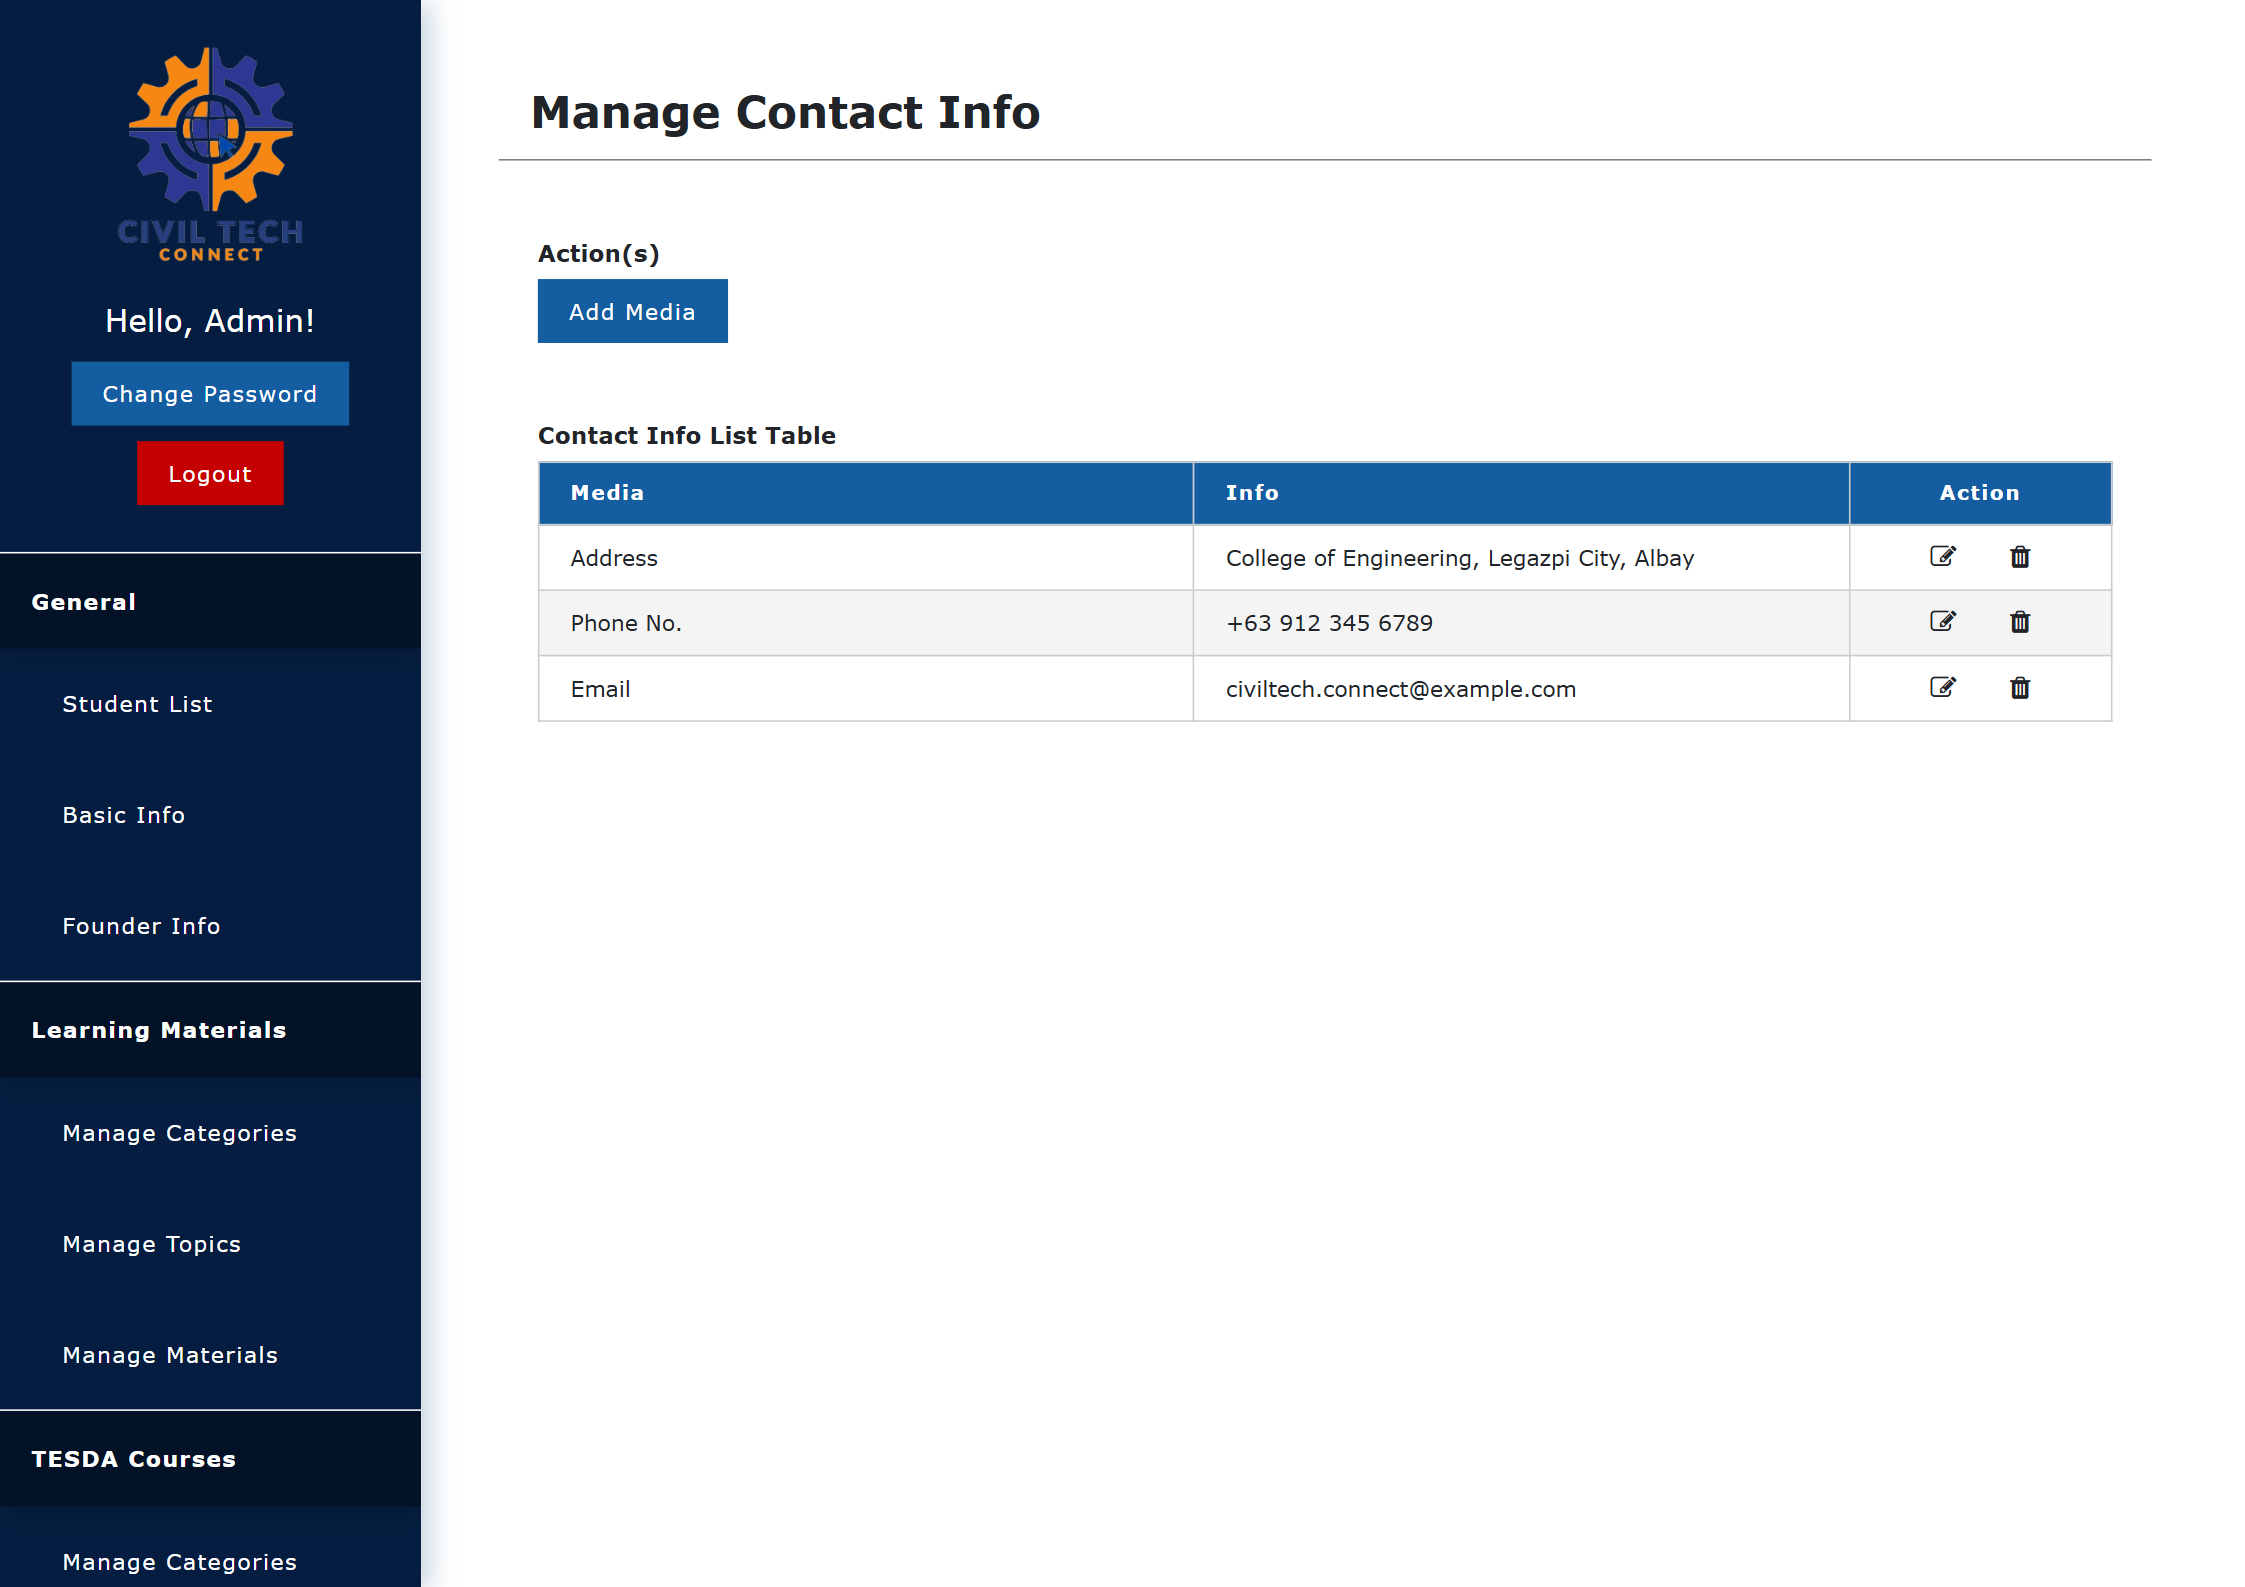 CIVIL TECH
CONNECT
Hello, Admin!
Change Password
Logout
General
Student List
Basic Info
Founder Info
Learning Materials
Manage Categories
Manage Topics
Manage Materials
TESDA Courses
Manage Categories
Manage Contact Info
Action(s)
Add Media
Contact Info List Table
Media Info Action
Address College of Engineering, Legazpi City, Albay
Phone No. +63 912 345 6789
Email civiltech.connect@example.com